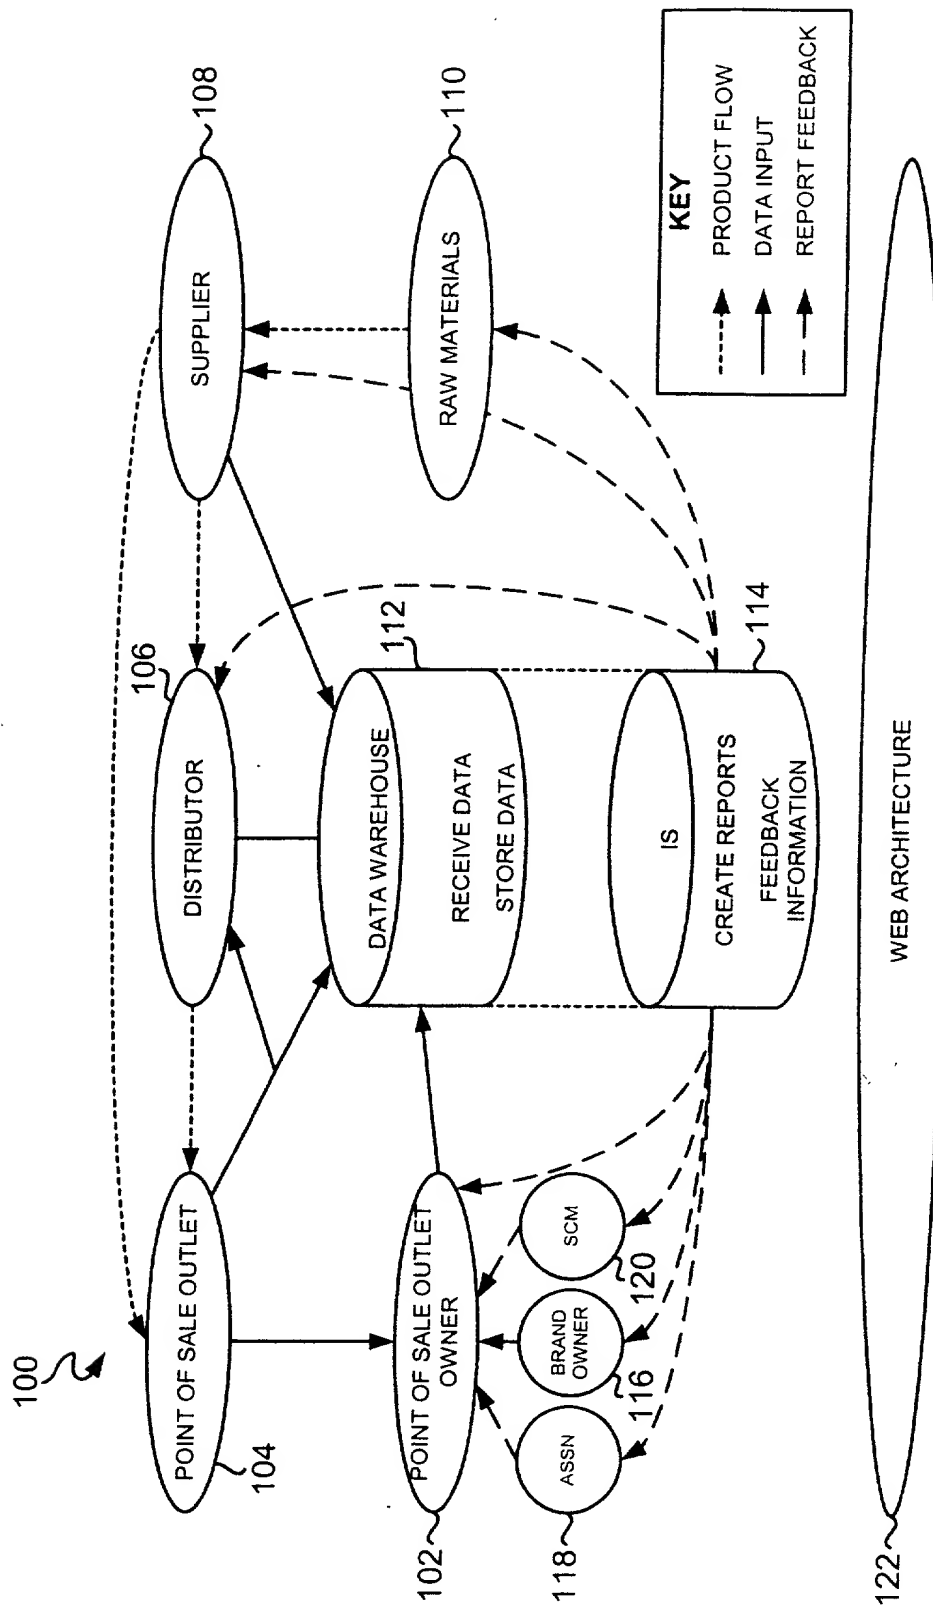 100
POINT OF SALE OUTLET
104
DISTRIBUTOR
106
SUPPLIER
108
POINT OF SALE OUTLET
OWNER
102
DATA WAREHOUSE
RECEIVE DATA
STORE DATA
112
RAW MATERIALS
110
ASSN
118
BRAND
OWNER
116
SCM
120
IS
CREATE REPORTS
FEEDBACK
INFORMATION
114
KEY
PRODUCT FLOW
DATA INPUT
REPORT FEEDBACK
WEB ARCHITECTURE
122